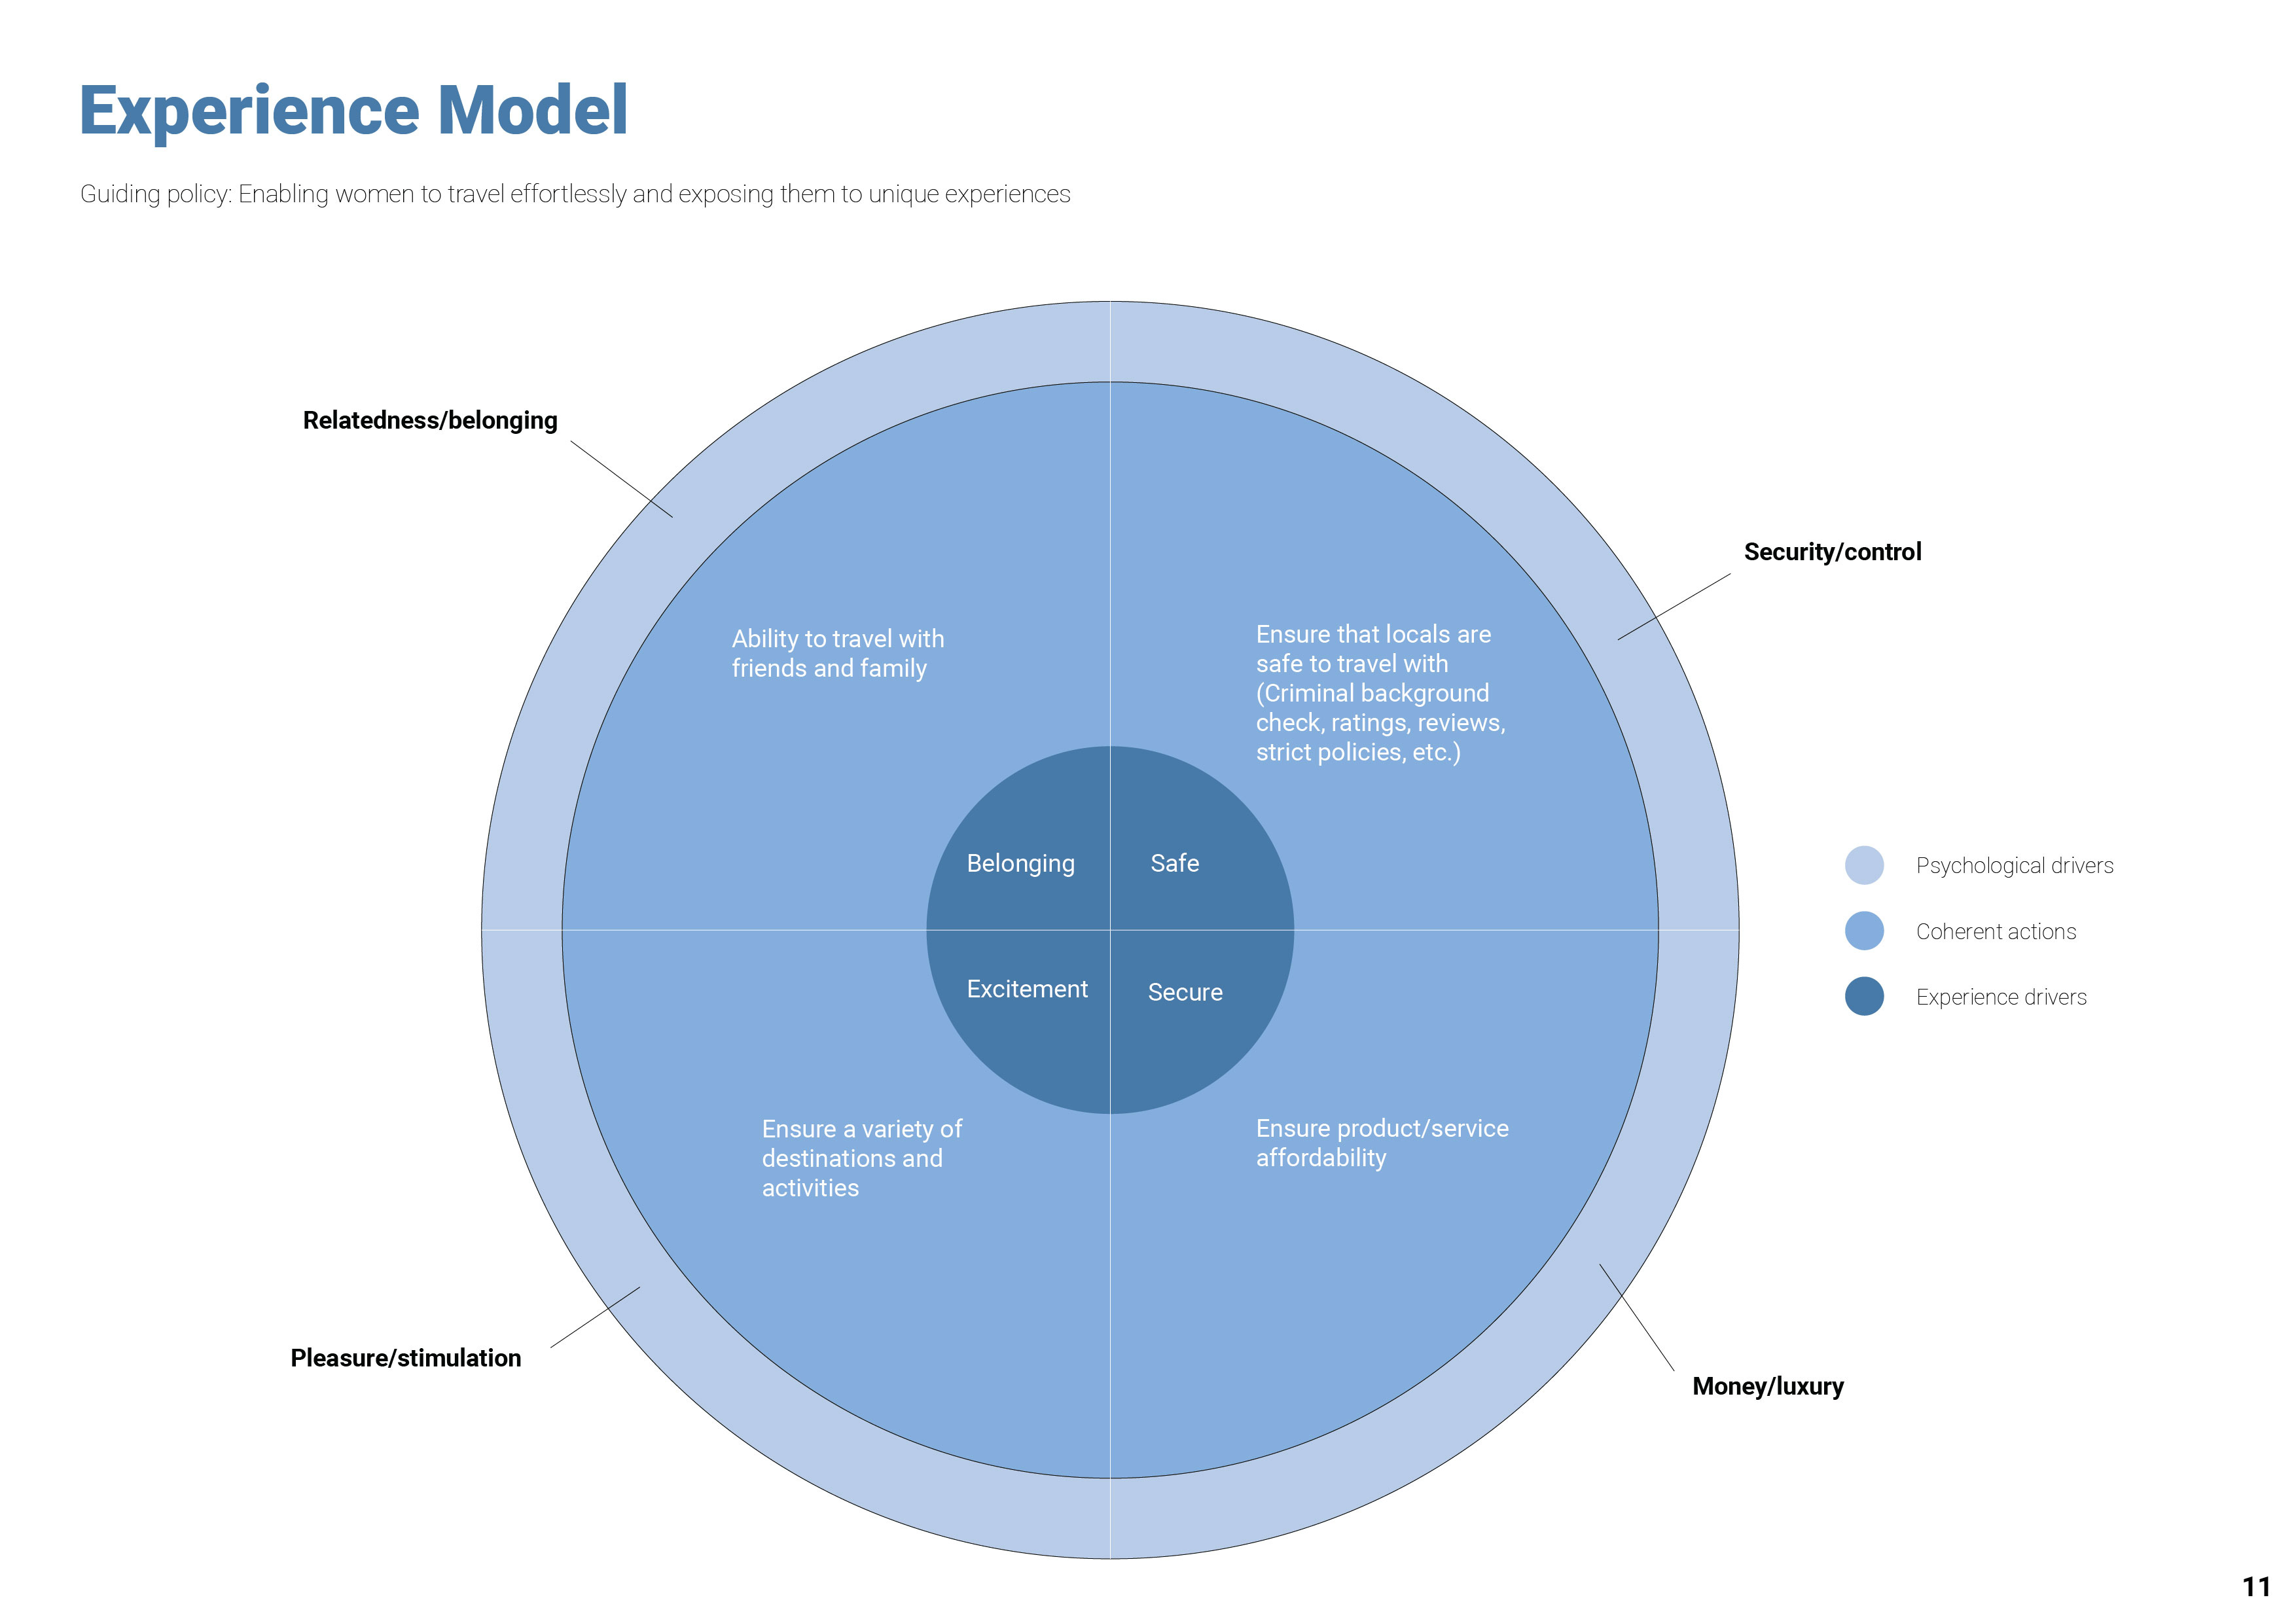 Experience Model
Guiding policy: Enabling women to travel effortlessly and exposing them to unique experiences
Relatedness/belonging
Security/control
Ability to travel with
friends and family
Ensure that locals are
safe to travel with
(Criminal background
check, ratings, reviews,
strict policies, etc.)
Belonging
Safe
Excitement
Secure
Psychological drivers
Coherent actions
Experience drivers
Ensure a variety of
destinations and
activities
Ensure product/service
affordability
Pleasure/stimulation
Money/luxury
11